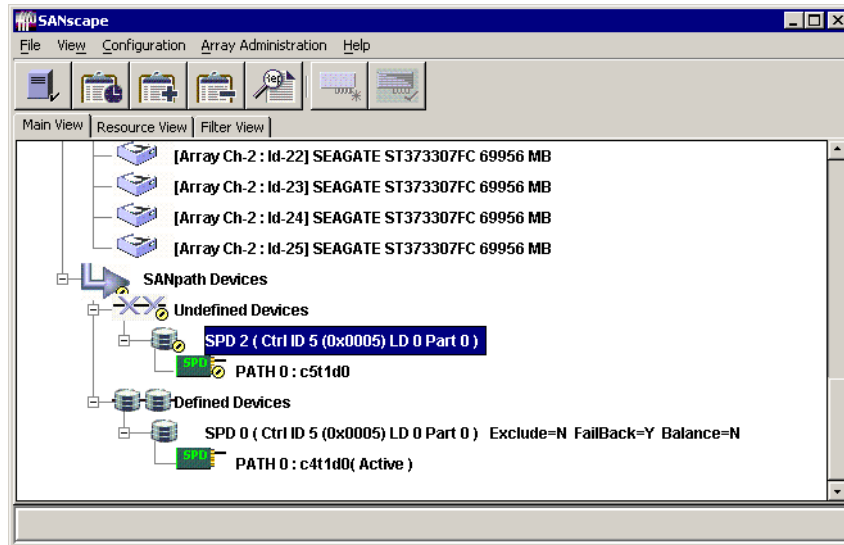 SANscape
File View Configuration Array Administration Help
Rep
Main View Resource View Filter View
[Array Ch-2 : Id-22] SEAGATE ST373307FC 69956 MB
[Array Ch-2 : Id-23] SEAGATE ST373307FC 69956 MB
[Array Ch-2 : Id-24] SEAGATE ST373307FC 69956 MB
[Array Ch-2 : Id-25] SEAGATE ST373307FC 69956 MB
SANpath Devices
Undefined Devices
SPD 2 ( Ctrl ID 5 (0x0005) LD 0 Part 0 )
SPD PATH 0 : c5t1d0
Defined Devices
SPD 0 ( Ctrl ID 5 (0x0005) LD 0 Part 0 ) Exclude=N FailBack=Y Balance=N
SPD PATH 0 : c4t1d0( Active )